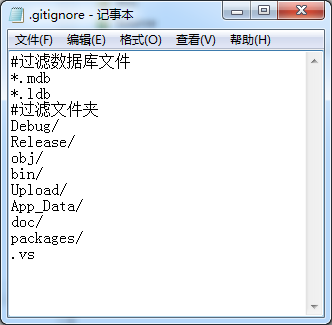 .gitignore - 记事本
文件(F) 编辑(E) 格式(O) 查看(V) 帮助(H)
#过滤数据库文件
*.mdb
*.ldb
#过滤文件夹
Debug/
Release/
obj/
bin/
Upload/
App_Data/
doc/
packages/
.vs